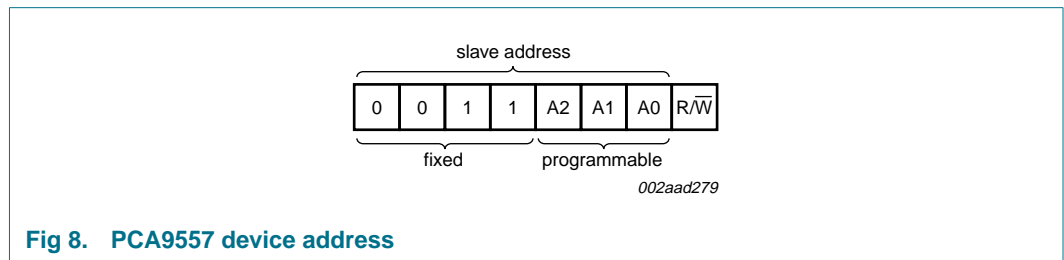 slave address
0 0 1 1 A2 A1 A0 R/W̅
fixed programmable
002aad279
Fig 8. PCA9557 device address